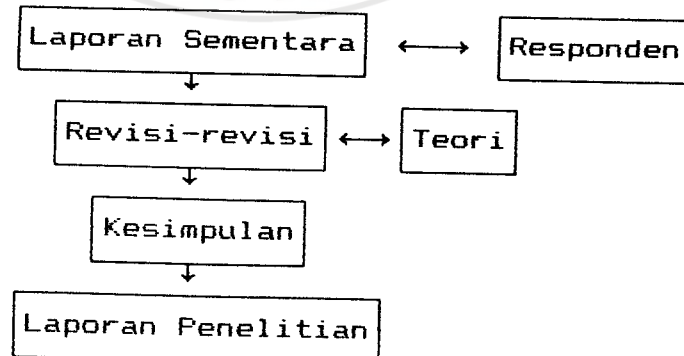 Laporan Sementara ←→ Responden
Revisi-revisi ←→ Teori
Kesimpulan
Laporan Penelitian